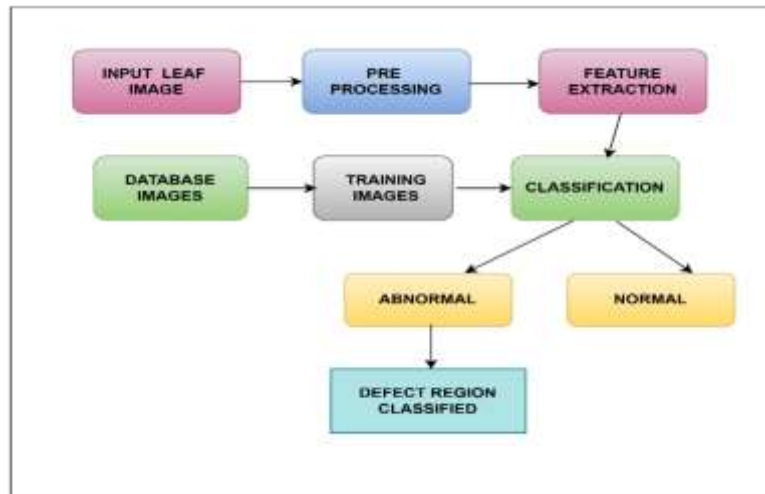 INPUT LEAF
IMAGE
PRE
PROCESSING
FEATURE
EXTRACTION
DATABASE
IMAGES
TRAINING
IMAGES
CLASSIFICATION
ABNORMAL
NORMAL
DEFECT REGION
CLASSIFIED